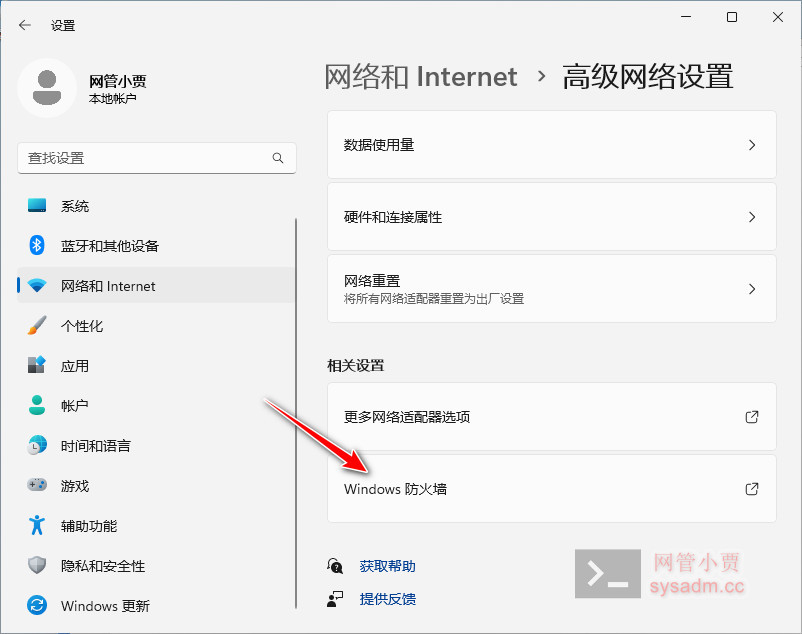 设置
网管小贾
本地帐户
查找设置
系统
蓝牙和其他设备
网络和 Internet
个性化
应用
帐户
时间和语言
游戏
辅助功能
隐私和安全性
Windows 更新
网络和 Internet › 高级网络设置
数据使用量
硬件和连接属性
网络重置
将所有网络适配器重置为出厂设置
相关设置
更多网络适配器选项
Windows 防火墙
获取帮助
提供反馈
网管小贾
sysadm.cc